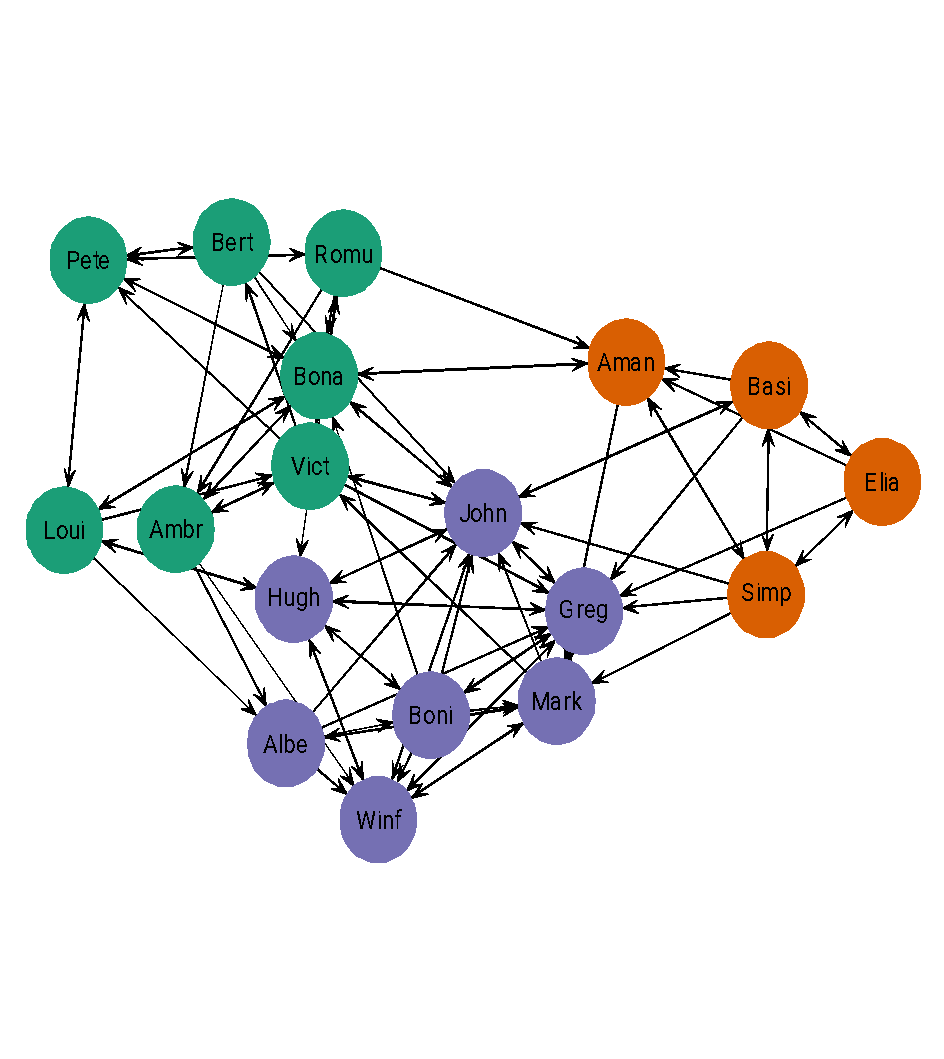 Bert
Romu
Pete
Aman
Bona
Basi
Vict
Elia
John
Loui
Ambr
Simp
Hugh
Greg
Mark
Boni
Albe
Winf